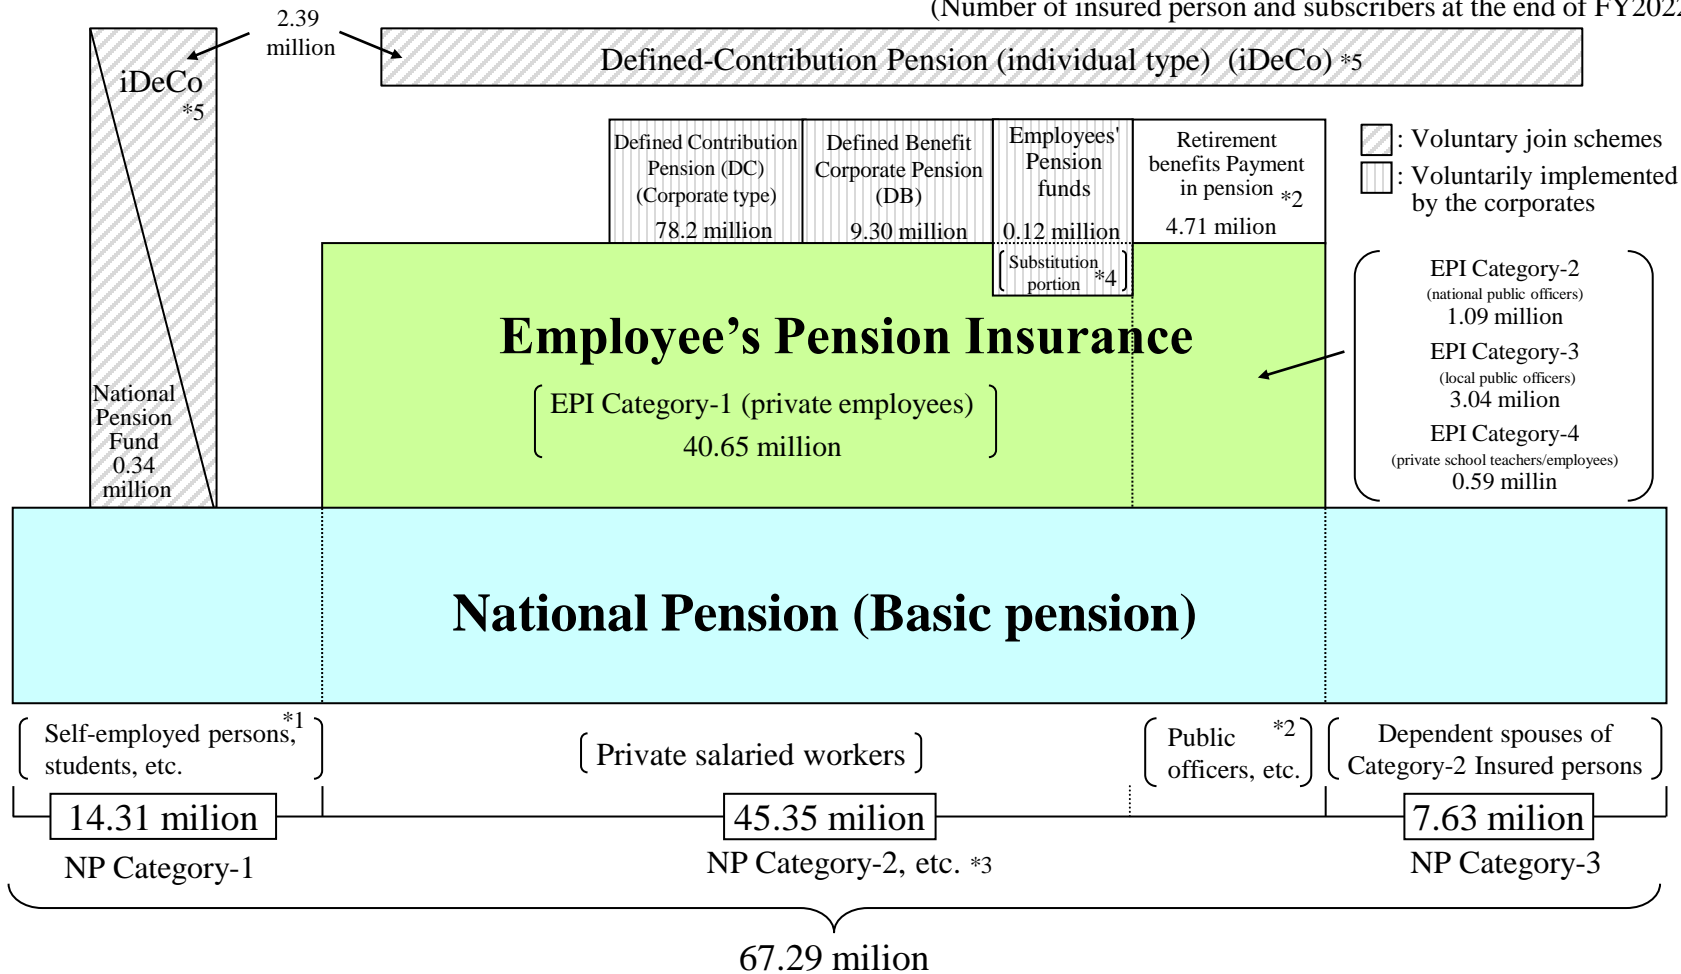 (Number of insured person and subscribers at the end of FY2022
2.39
million
Defined-Contribution Pension (individual type) (iDeCo) *5
iDeCo
*5
Defined Contribution
Pension (DC)
(Corporate type)
78.2 million
Defined Benefit
Corporate Pension
(DB)
9.30 million
Employees'
Pension
funds
0.12 million
Retirement
benefits Payment
in pension *2
4.71 milion
: Voluntary join schemes
: Voluntarily implemented
by the corporates
Substitution
portion *4
Employee’s Pension Insurance
EPI Category-1 (private employees)
40.65 million
EPI Category-2
(national public officers)
1.09 million
EPI Category-3
(local public officers)
3.04 milion
EPI Category-4
(private school teachers/employees)
0.59 millin
National
Pension
Fund
0.34
million
National Pension (Basic pension)
Self-employed persons, *1
students, etc.
Private salaried workers
Public *2
officers, etc.
Dependent spouses of
Category-2 Insured persons
14.31 milion
45.35 milion
7.63 milion
NP Category-1
NP Category-2, etc. *3
NP Category-3
67.29 milion